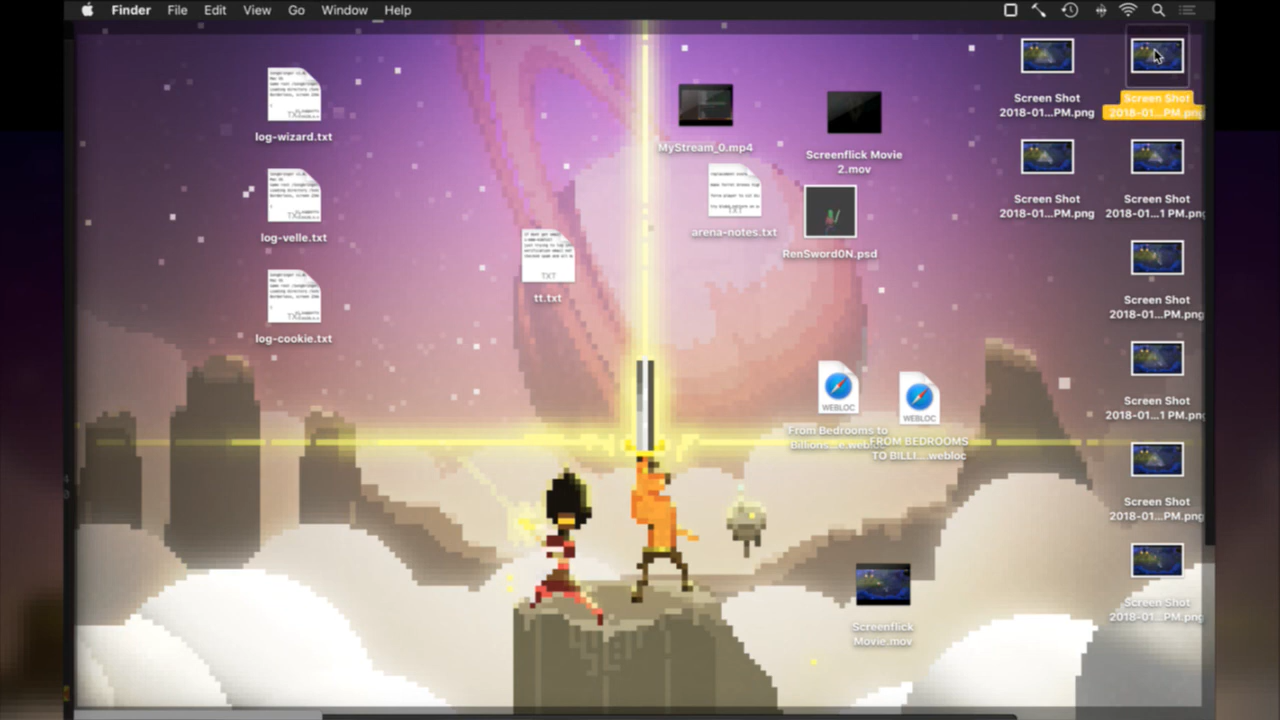 Finder File Edit View Go Window Help
log-wizard.txt
log-velle.txt
log-cookie.txt
TXT
tt.txt
MyStream_0.mp4
Screenflick Movie
2.mov
TXT
arena-notes.txt
RenSword0N.psd
WEBLOC
From Bedrooms to
WEBLOC
FROM BEDROOMS
TO BILLI....webloc
Screenflick
Movie.mov
Screen Shot
2018-01...PM.png
Screen Shot
2018-01...PM.png
Screen Shot
2018-01...PM.png
Screen Shot
2018-01...1 PM.png
Screen Shot
2018-01...PM.png
Screen Shot
2018-01...1 PM.png
Screen Shot
2018-01...PM.png
Screen Shot
2018-01...PM.png